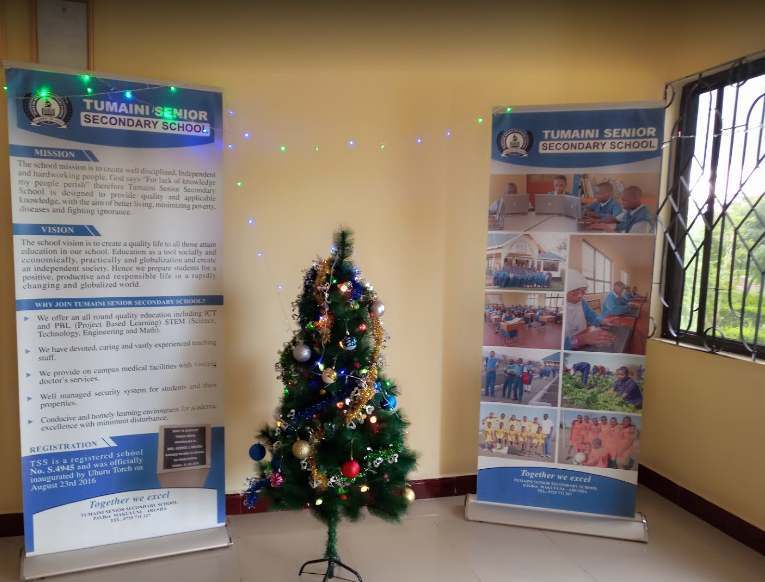 TUMAINI SENIOR
SECONDARY SCHOOL
MISSION
The school mission is to create well disciplined, Independent
and hardworking people, God says "For lack of knowledge
my people perish" therefore Tumaini Senior Secondary
School is designed to provide quality and applicable
knowledge, with the aim of better living, minimizing poverty,
diseases and fighting ignorance.
VISION
The school vision is to create a quality life to all those attain
education in our school. Education as a tool socially and
economically, practically and globalization and create
an independent society. Hence we prepare students for a
positive, productive and responsible life in a rapidly
changing and globalized world.
WHY JOIN TUMAINI SENIOR SECONDARY SCHOOL?
We offer an all round quality education including ICT
and PBL (Project Based Learning) STEM (Science,
Technology, Engineering and Math).
We have devoted, caring and vastly experienced teaching
staff.
We provide on campus medical facilities with visiting
doctor's services.
Well managed security system for students and their
properties.
Conducive and homely learning environment for academic
excellence with minimum disturbance.
REGISTRATION
TSS is a registered school
No. S.4945 and was officially
inaugurated by Uhuru Torch on
August 23rd 2016
Together we excel
TUMAINI SENIOR SECONDARY SCHOOL
P.O.Box MAKUYUNI - ARUSHA
TUMAINI SENIOR
SECONDARY SCHOOL
Together we excel
TUMAINI SENIOR SECONDARY SCHOOL
P.O.Box MAKUYUNI - ARUSHA